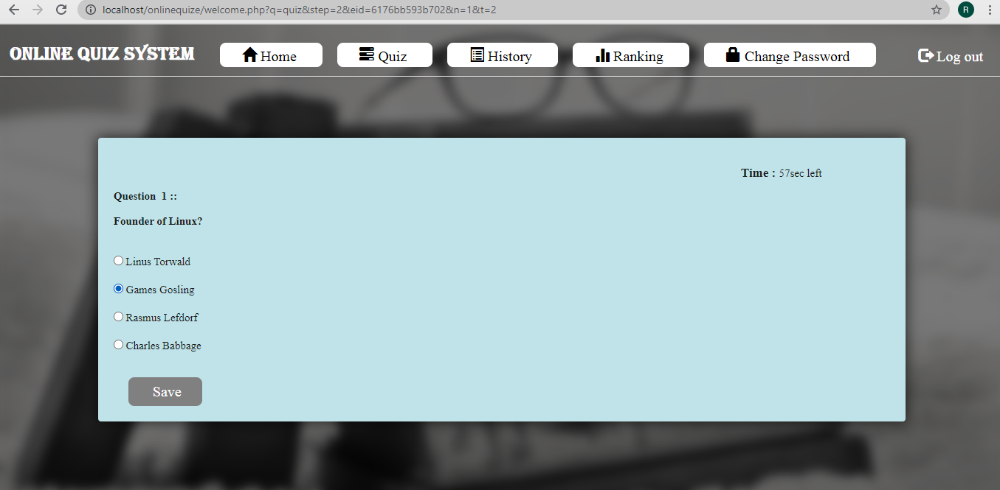 localhost/onlinequize/welcome.php?q=quiz&step=2&eid=6176bb593b702&n=1&t=2
R
ONLINE QUIZ SYSTEM Home Quiz History Ranking Change Password Log out
Time : 57sec left
Question 1 ::
Founder of Linux?
Linus Torwald
Games Gosling
Rasmus Lefdorf
Charles Babbage
Save